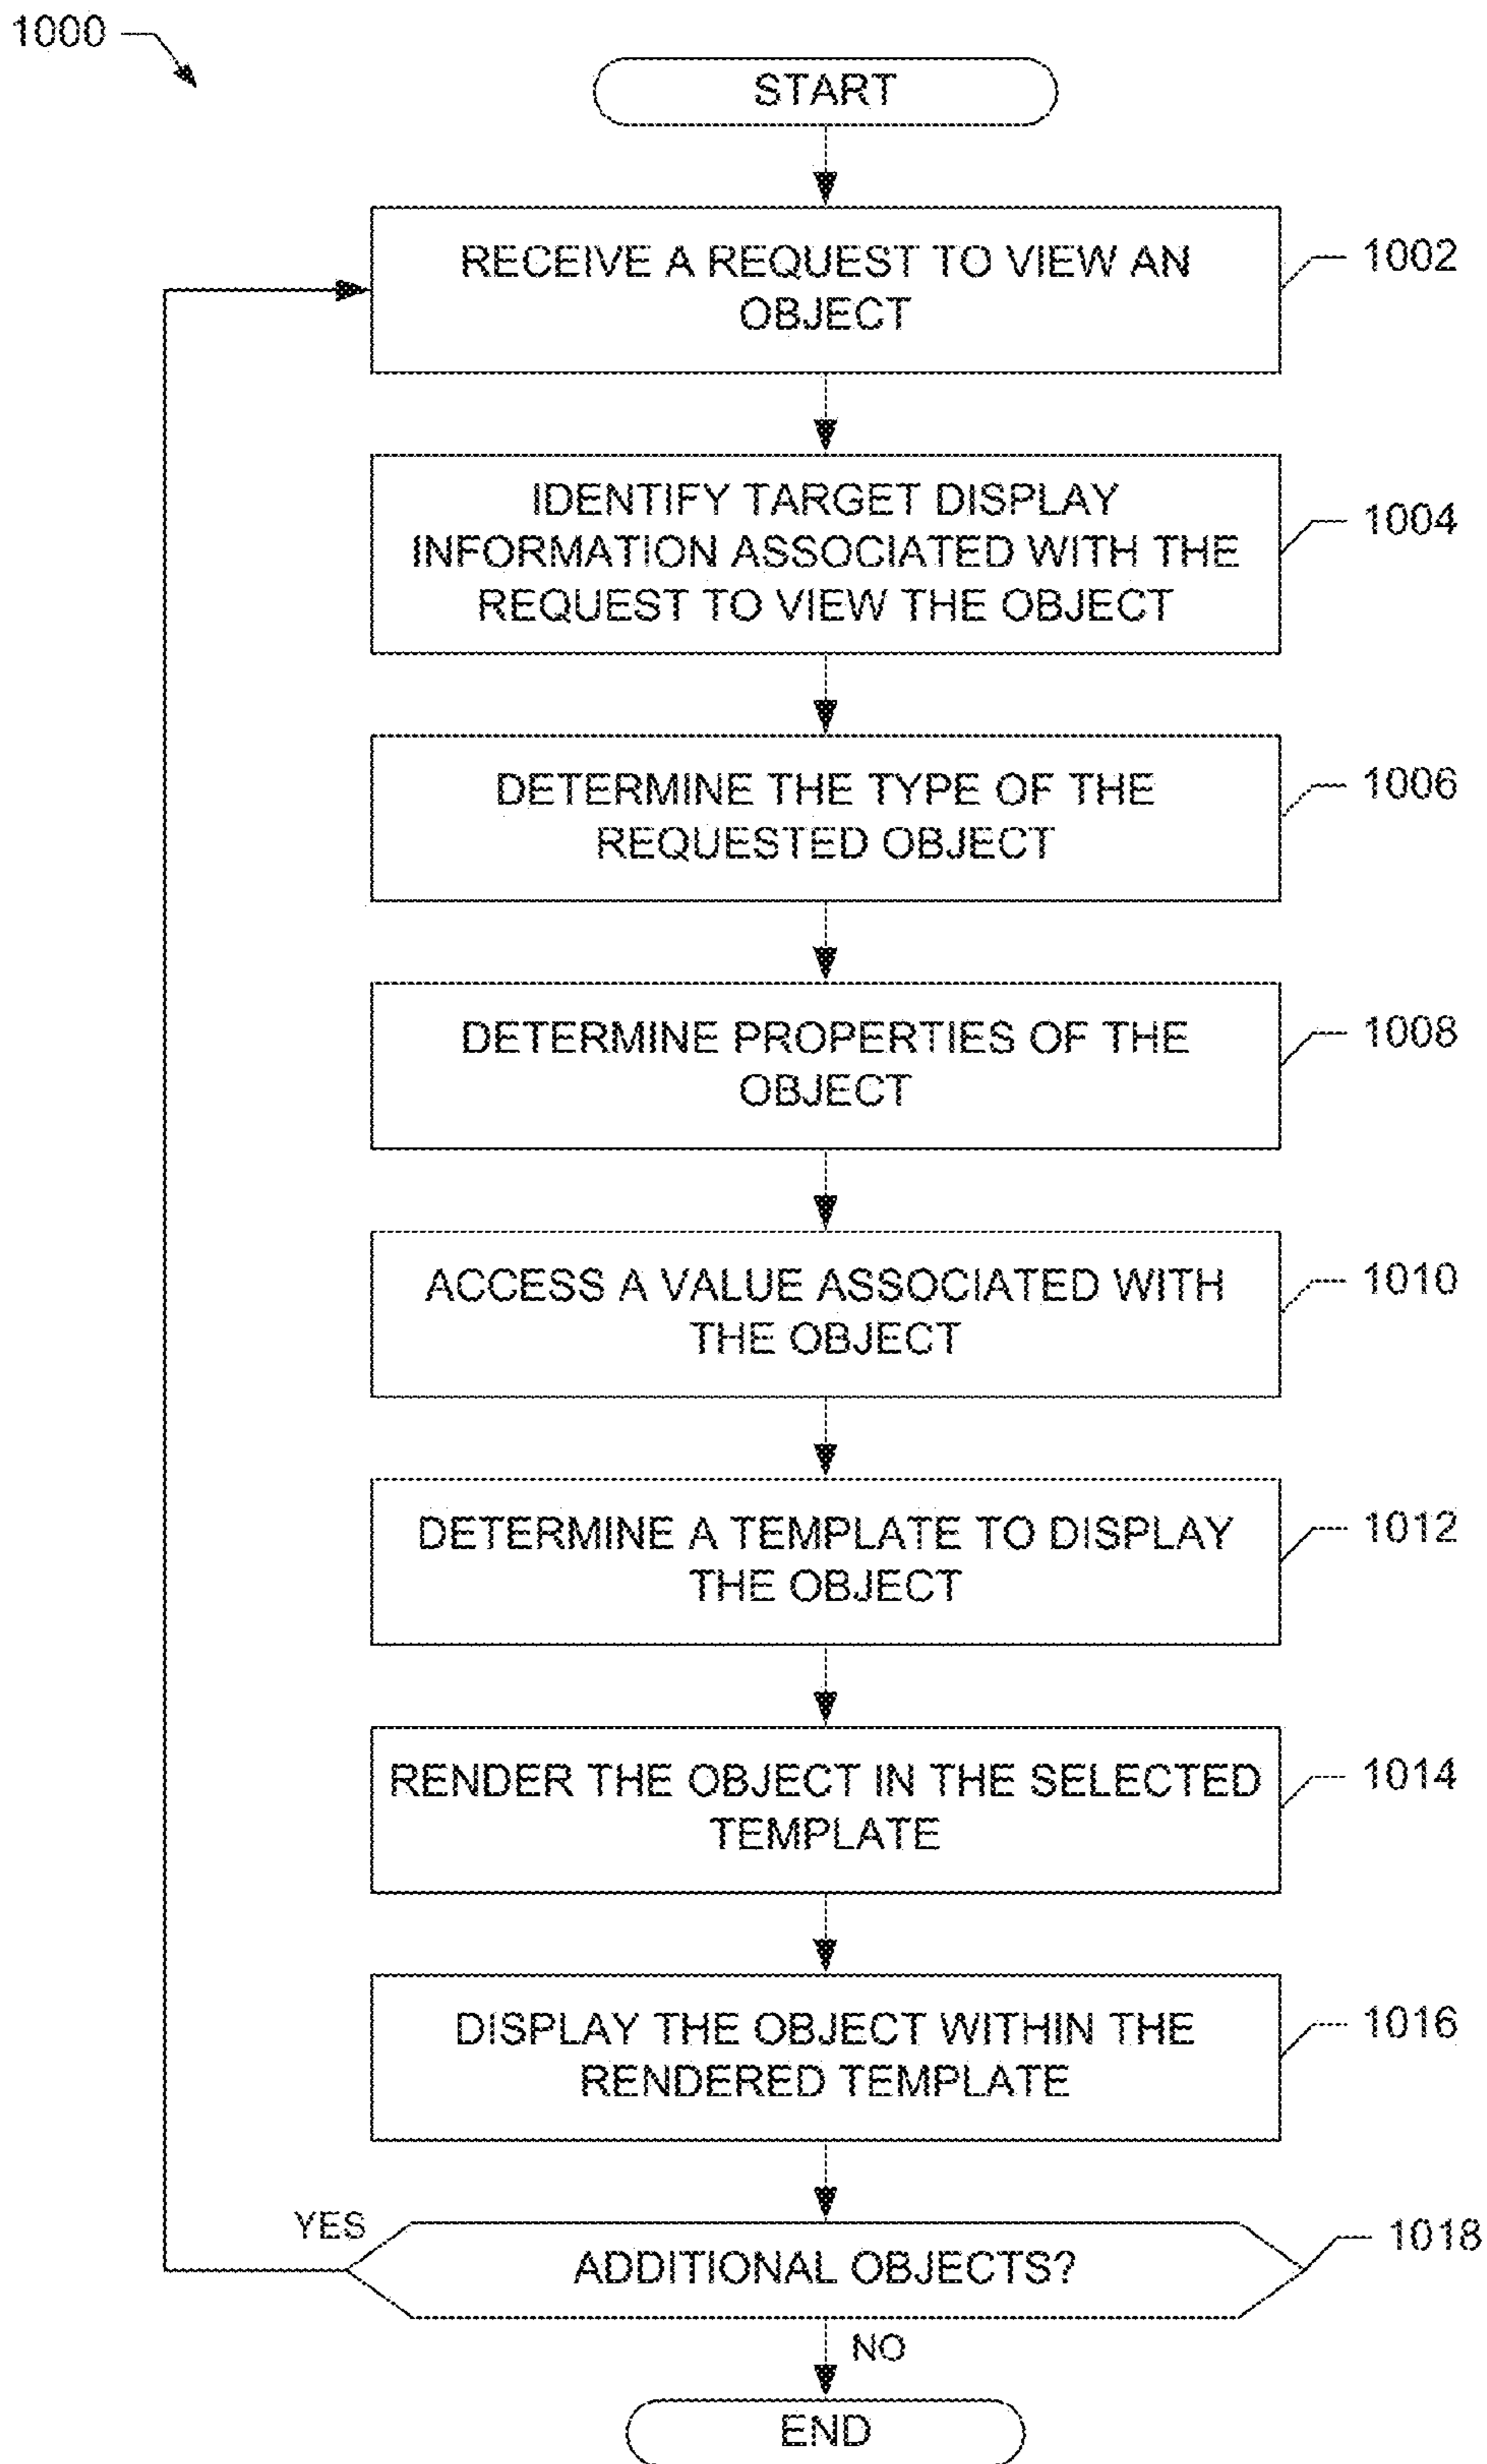 1000
START
RECEIVE A REQUEST TO VIEW AN
OBJECT
1002
IDENTIFY TARGET DISPLAY
INFORMATION ASSOCIATED WITH THE
REQUEST TO VIEW THE OBJECT
1004
DETERMINE THE TYPE OF THE
REQUESTED OBJECT
1006
DETERMINE PROPERTIES OF THE
OBJECT
1008
ACCESS A VALUE ASSOCIATED WITH
THE OBJECT
1010
DETERMINE A TEMPLATE TO DISPLAY
THE OBJECT
1012
RENDER THE OBJECT IN THE SELECTED
TEMPLATE
1014
DISPLAY THE OBJECT WITHIN THE
RENDERED TEMPLATE
1016
YES
ADDITIONAL OBJECTS?
1018
NO
END